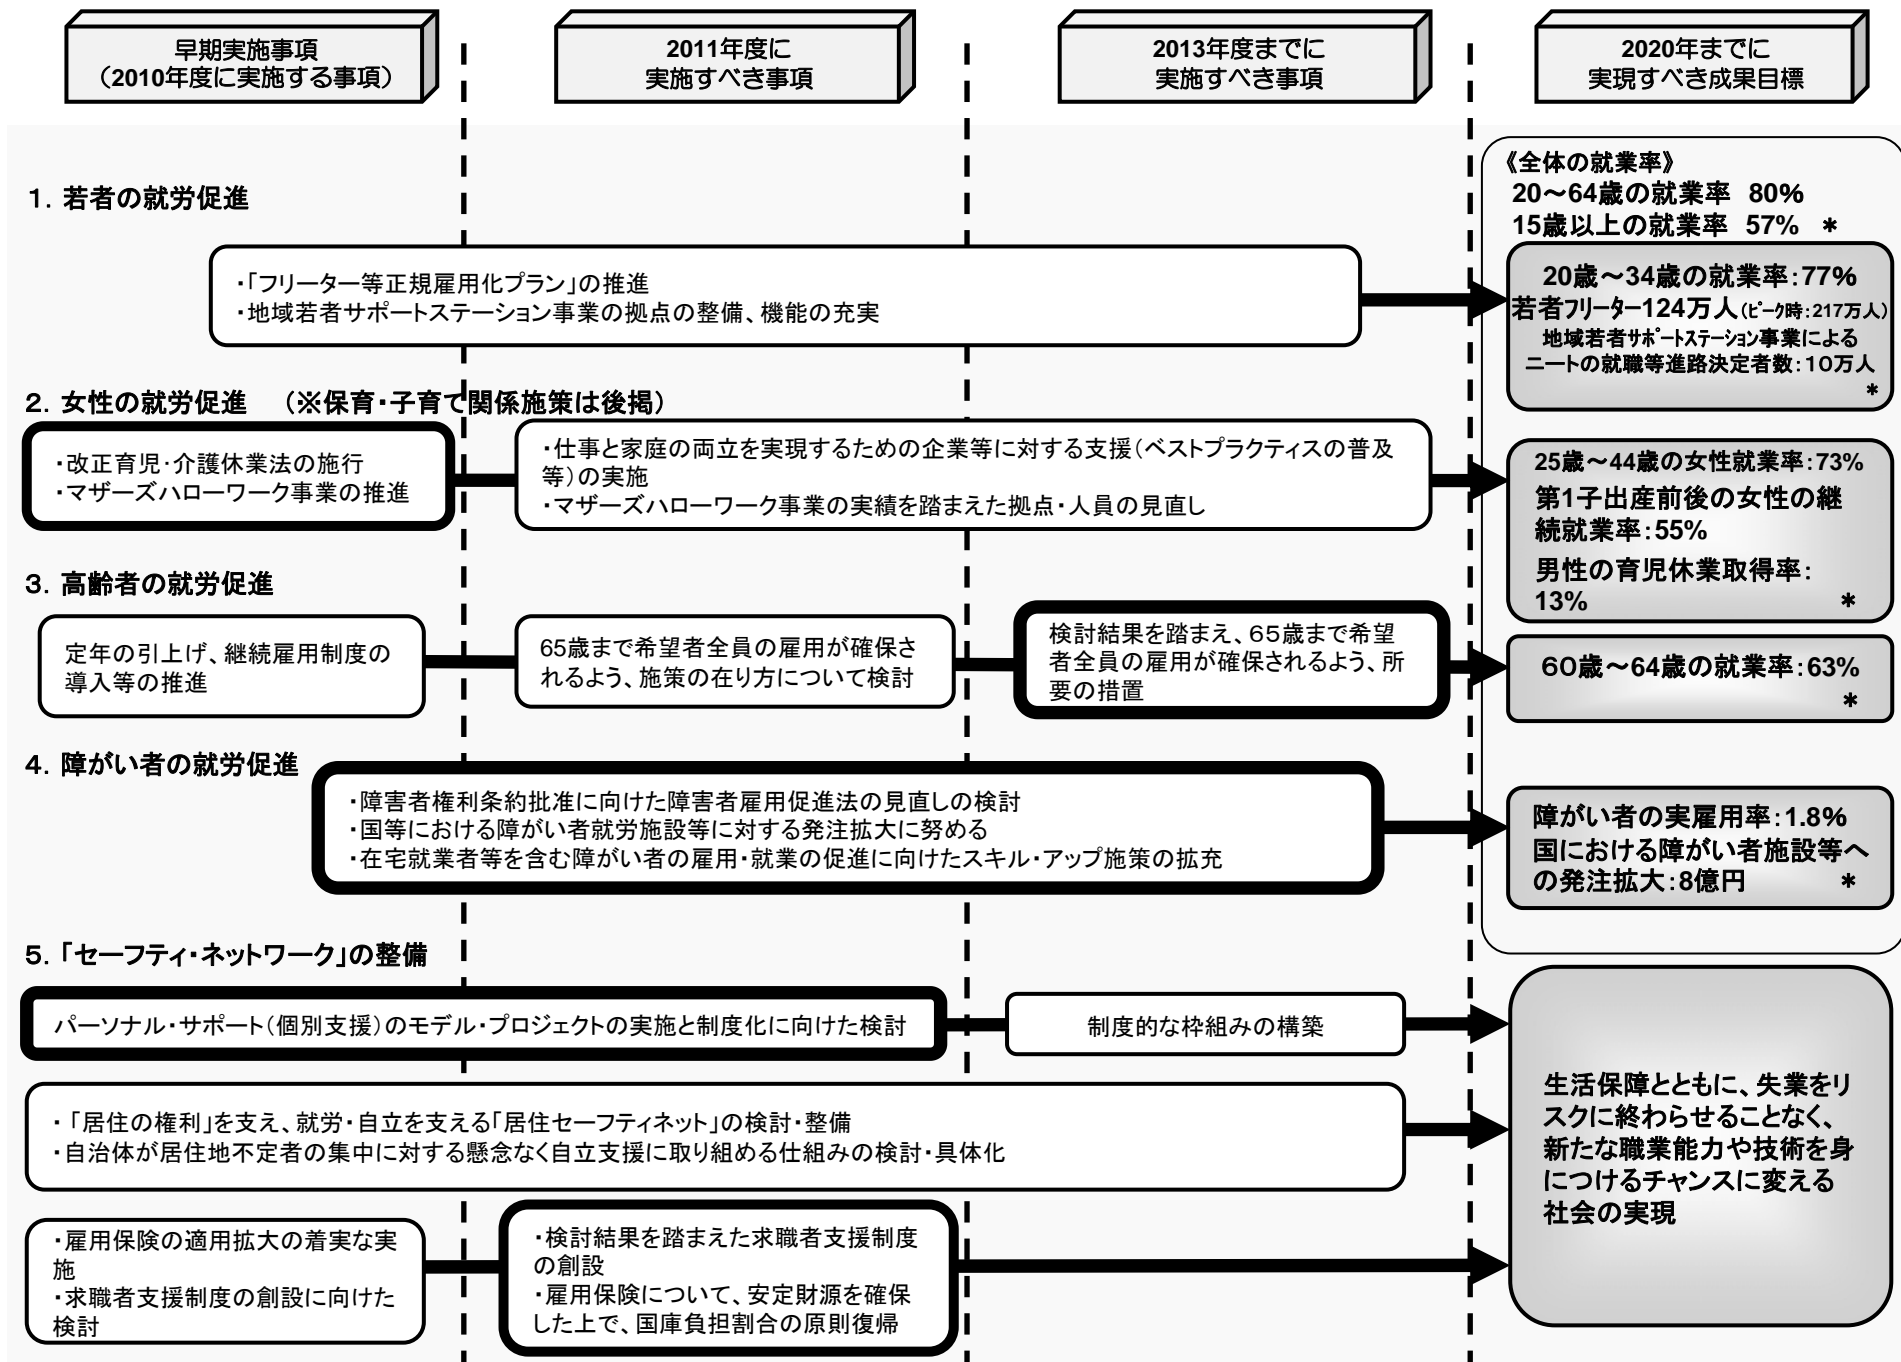 早期実施事項
(2010年度に実施する事項)
2011年度に
実施すべき事項
2013年度までに
実施すべき事項
2020年までに
実現すべき成果目標
《全体の就業率》
20～64歳の就業率 80%
15歳以上の就業率 57% *
1. 若者の就労促進
・「フリーター等正規雇用化プラン」の推進
・地域若者サポートステーション事業の拠点の整備、機能の充実
20歳～34歳の就業率：77%
若者フリーター124万人(ピーク時：217万人)
地域若者サポートステーション事業による
ニートの就職等進路決定者数：10万人
*
2. 女性の就労促進 (※保育・子育て関係施策は後掲)
・改正育児・介護休業法の施行
・マザーズハローワーク事業の推進
・仕事と家庭の両立を実現するための企業等に対する支援(ベストプラクティスの普及
等)の実施
・マザーズハローワーク事業の実績を踏まえた拠点・人員の見直し
25歳～44歳の女性就業率：73%
第1子出産前後の女性の継
続就業率：55%
男性の育児休業取得率：
13% *
3. 高齢者の就労促進
定年の引上げ、継続雇用制度の
導入等の推進
65歳まで希望者全員の雇用が確保さ
れるよう、施策の在り方について検討
検討結果を踏まえ、65歳まで希望
者全員の雇用が確保されるよう、所
要の措置
60歳～64歳の就業率：63%
*
4. 障がい者の就労促進
・障害者権利条約批准に向けた障害者雇用促進法の見直しの検討
・国等における障がい者就労施設等に対する発注拡大に努める
・在宅就業者等を含む障がい者の雇用・就業の促進に向けたスキル・アップ施策の拡充
障がい者の実雇用率：1.8%
国における障がい者施設等へ
の発注拡大：8億円 *
5. 「セーフティ・ネットワーク」の整備
パーソナル・サポート(個別支援)のモデル・プロジェクトの実施と制度化に向けた検討
制度的な枠組みの構築
・「居住の権利」を支え、就労・自立を支える「居住セーフティネット」の検討・整備
・自治体が居住地不定者の集中に対する懸念なく自立支援に取り組める仕組みの検討・具体化
・雇用保険の適用拡大の着実な実
施
・求職者支援制度の創設に向けた
検討
・検討結果を踏まえた求職者支援制度
の創設
・雇用保険について、安定財源を確保
した上で、国庫負担割合の原則復帰
生活保障とともに、失業をリ
スクに終わらせることなく、
新たな職業能力や技術を身
につけるチャンスに変える
社会の実現